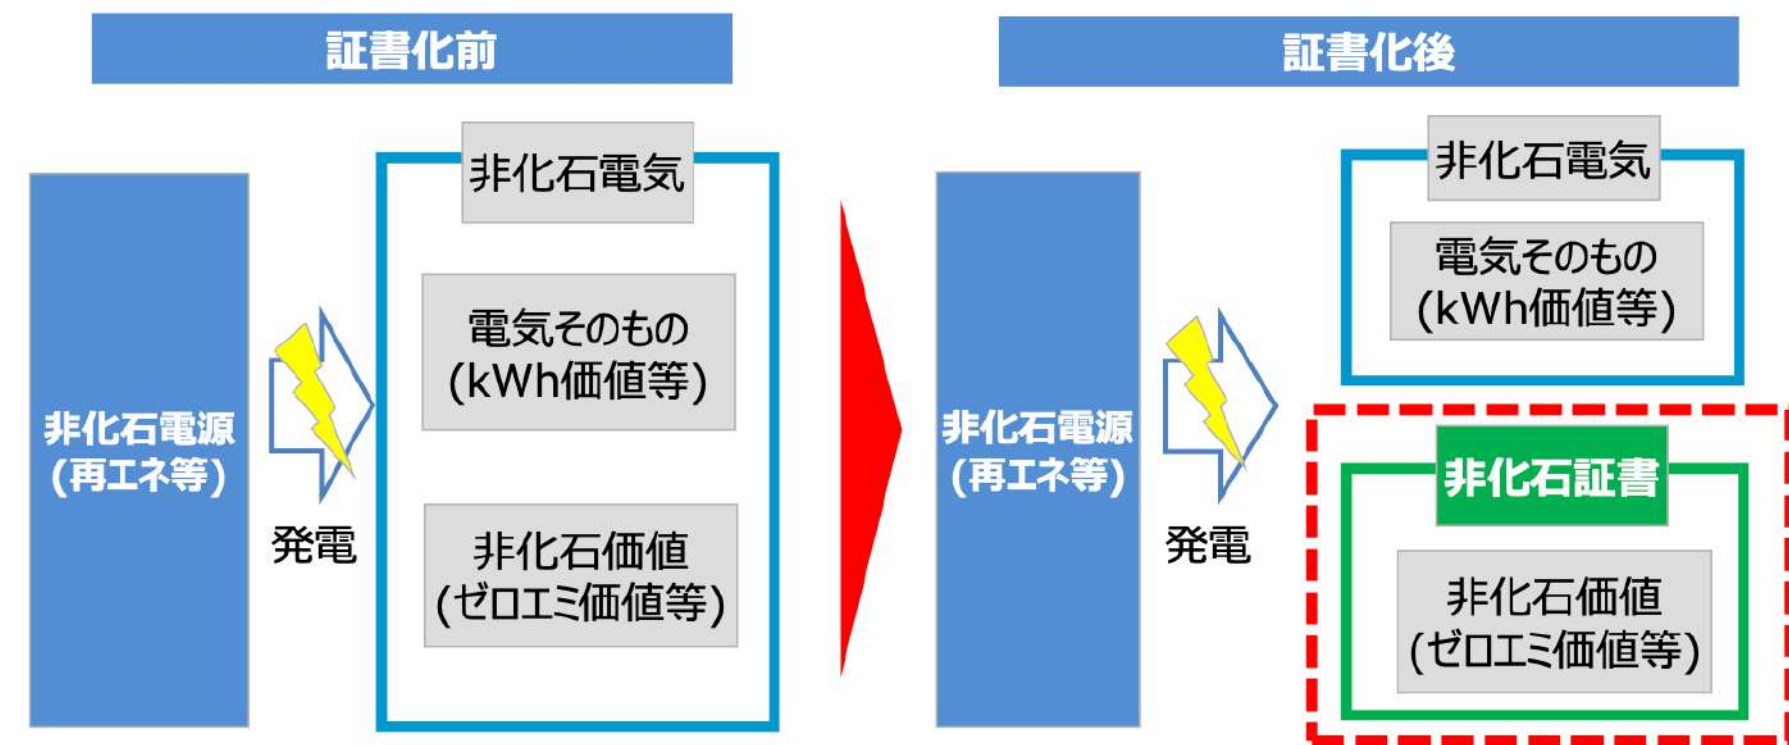 証書化前
非化石電源
(再エネ等)
発電
非化石電気
電気そのもの
(kWh価値等)
非化石価値
(ゼロエミ価値等)
証書化後
非化石電源
(再エネ等)
発電
非化石電気
電気そのもの
(kWh価値等)
非化石証書
非化石価値
(ゼロエミ価値等)